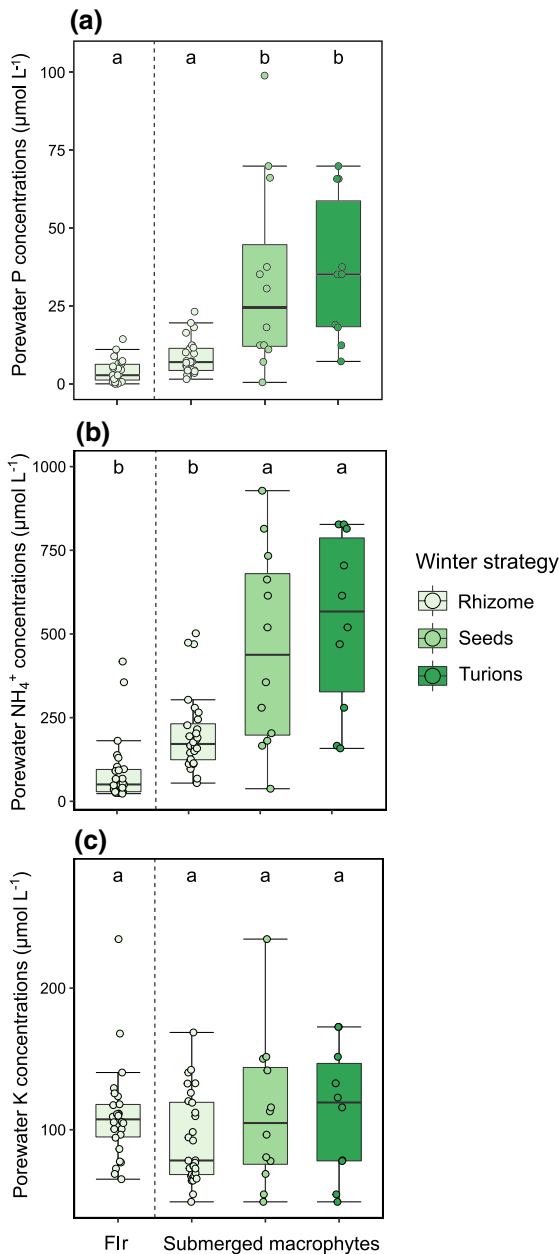 (a)
a a b b
100
75
50
25
0
Porewater P concentrations (µmol L⁻¹)
(b)
b b a a
1000
750
500
250
0
Porewater NH₄⁺ concentrations (µmol L⁻¹)
Winter strategy
Rhizome
Seeds
Turions
(c)
a a a a
200
100
Porewater K concentrations (µmol L⁻¹)
Flr Submerged macrophytes